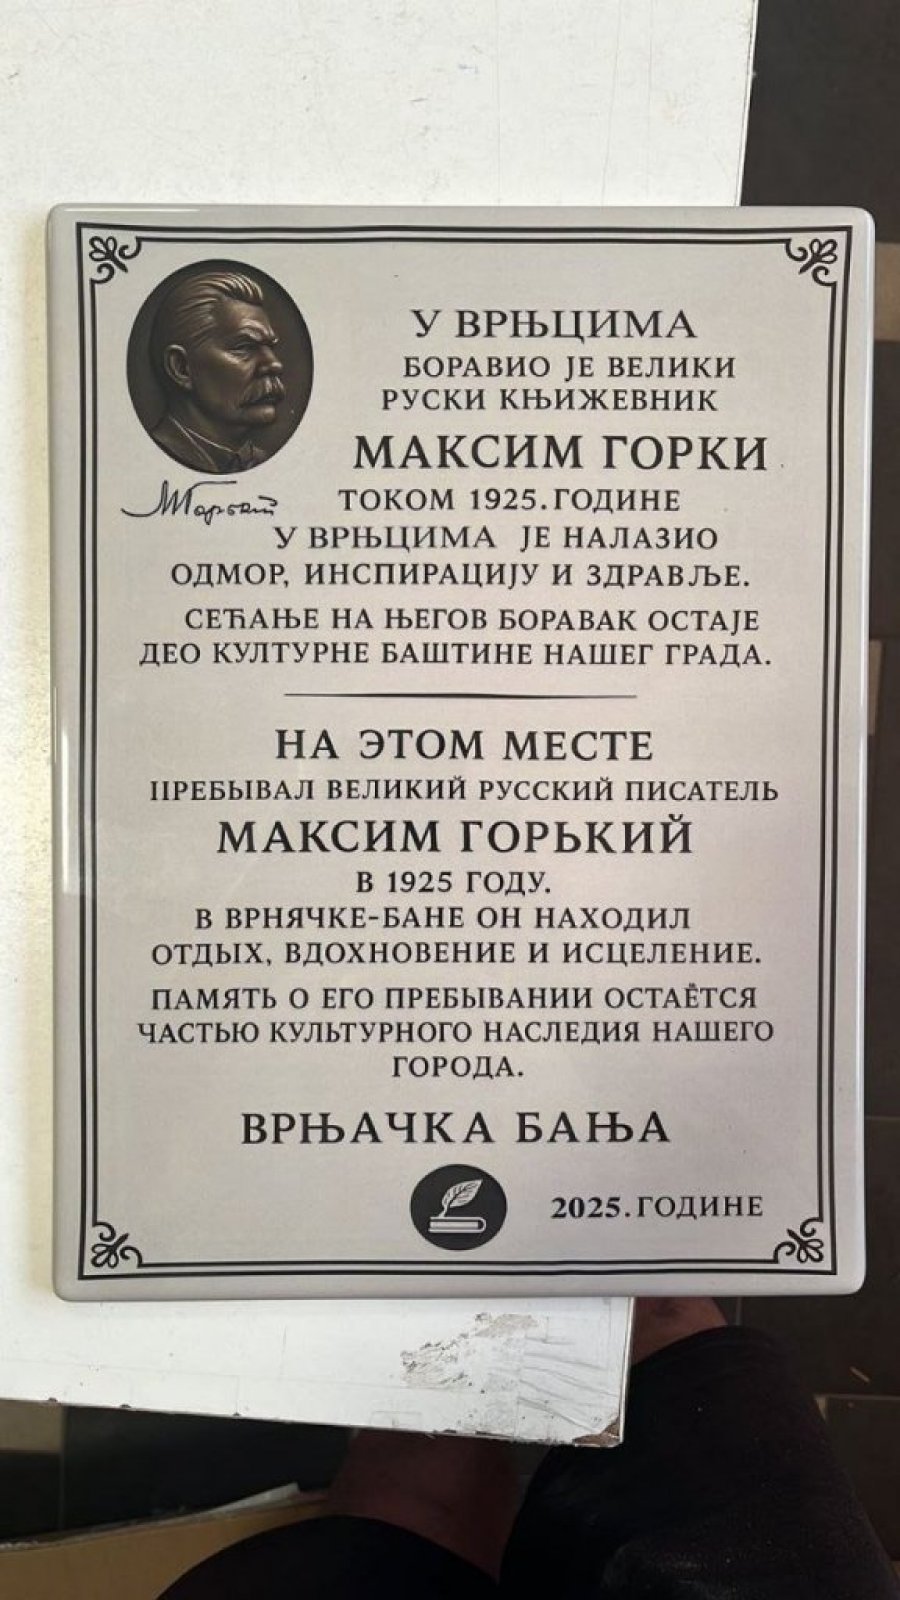 У ВРЊЦИМА
БОРАВИО ЈЕ ВЕЛИКИ
РУСКИ КЊИЖЕВНИК
МАКСИМ ГОРКИ
ТОКОМ 1925. ГОДИНЕ
У ВРЊЦИМА ЈЕ НАЛАЗИО
ОДМОР, ИНСПИРАЦИЈУ И ЗДРАВЉЕ.
СЕЋАЊЕ НА ЊЕГОВ БОРАВАК ОСТАЈЕ
ДЕО КУЛТУРНЕ БАШТИНЕ НАШЕГ ГРАДА.
М Горький
НА ЭТОМ МЕСТЕ
ПРЕБЫВАЛ ВЕЛИКИЙ РУССКИЙ ПИСАТЕЛЬ
МАКСИМ ГОРЬКИЙ
В 1925 ГОДУ.
В ВРНЯЧКЕ-БАНЕ ОН НАХОДИЛ
ОТДЫХ, ВДОХНОВЕНИЕ И ИСЦЕЛЕНИЕ.
ПАМЯТЬ О ЕГО ПРЕБЫВАНИИ ОСТАЁТСЯ
ЧАСТЬЮ КУЛЬТУРНОГО НАСЛЕДИЯ НАШЕГО
ГОРОДА.
ВРЊАЧКА БАЊА
2025. ГОДИНЕ